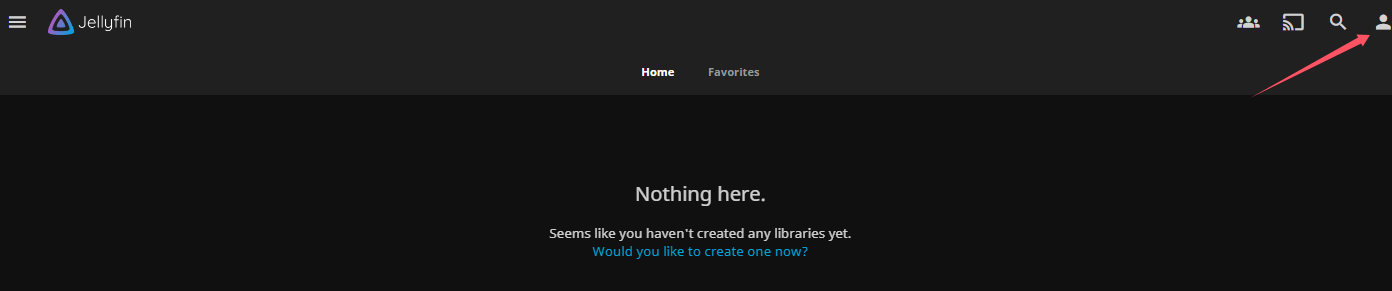 Jellyfin
Home Favorites
Nothing here.
Seems like you haven't created any libraries yet.
Would you like to create one now?